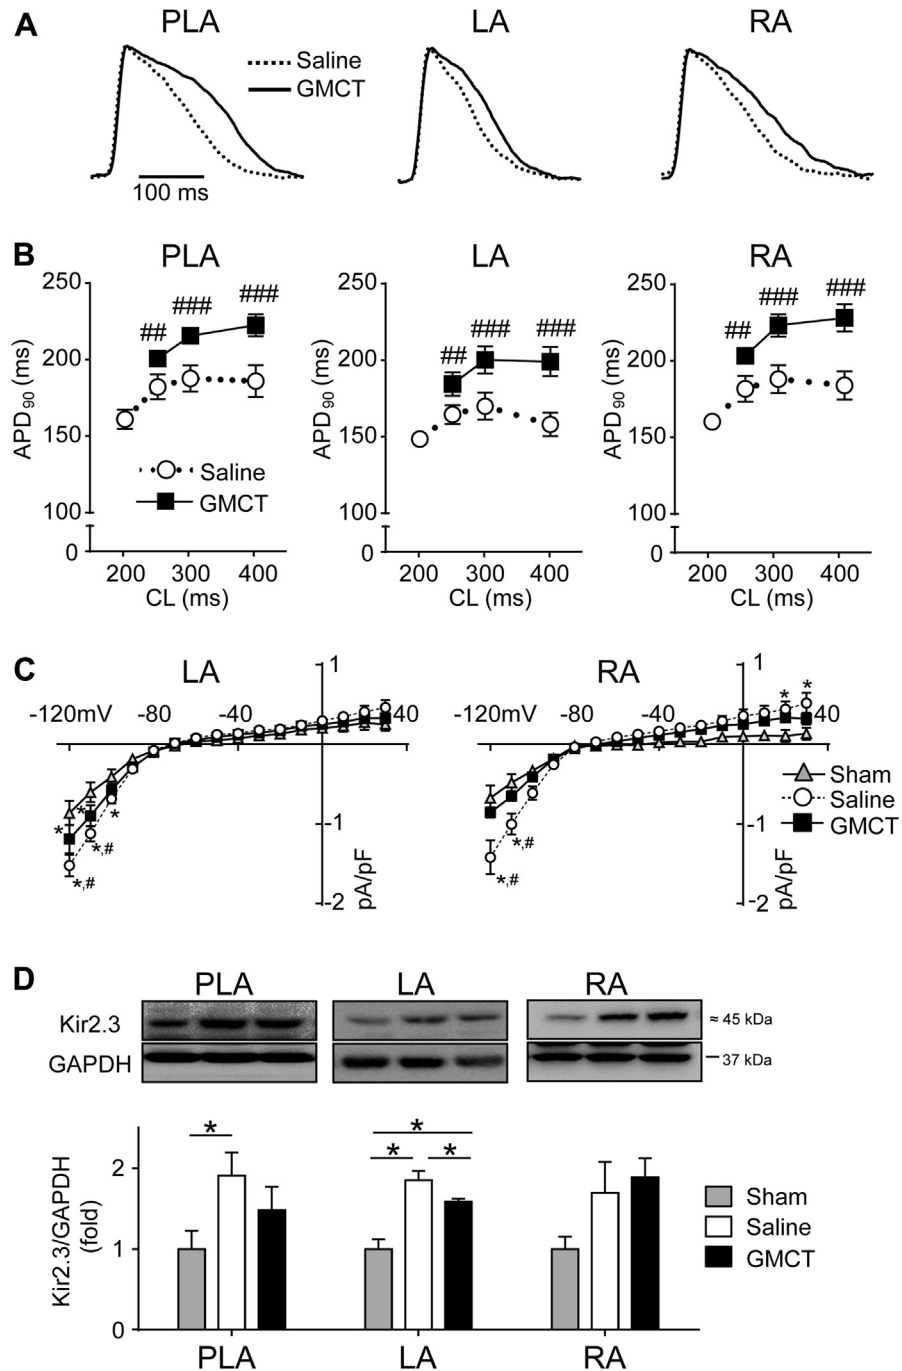 A
PLA LA RA
Saline
GMCT
100 ms
B
PLA LA RA
250 250 250
## ### ### ## ### ### ## ### ###
200 200 200
APD90 (ms) APD90 (ms) APD90 (ms)
150 150 150
Saline
GMCT
100 100 100
0 0 0
200 300 400 200 300 400 200 300 400
CL (ms) CL (ms) CL (ms)
C
LA RA
1 1
-120mV -80 -40 40 -120mV -80 -40 40
* *
Sham
Saline
GMCT
* * *
-1 -1
*,# *,#
*,# *,#
pA/pF pA/pF
-2 -2
D
PLA LA RA
Kir2.3 ≈ 45 kDa
GAPDH 37 kDa
Kir2.3/GAPDH
(fold)
* * * *
2
1
0
Sham
Saline
GMCT
PLA LA RA